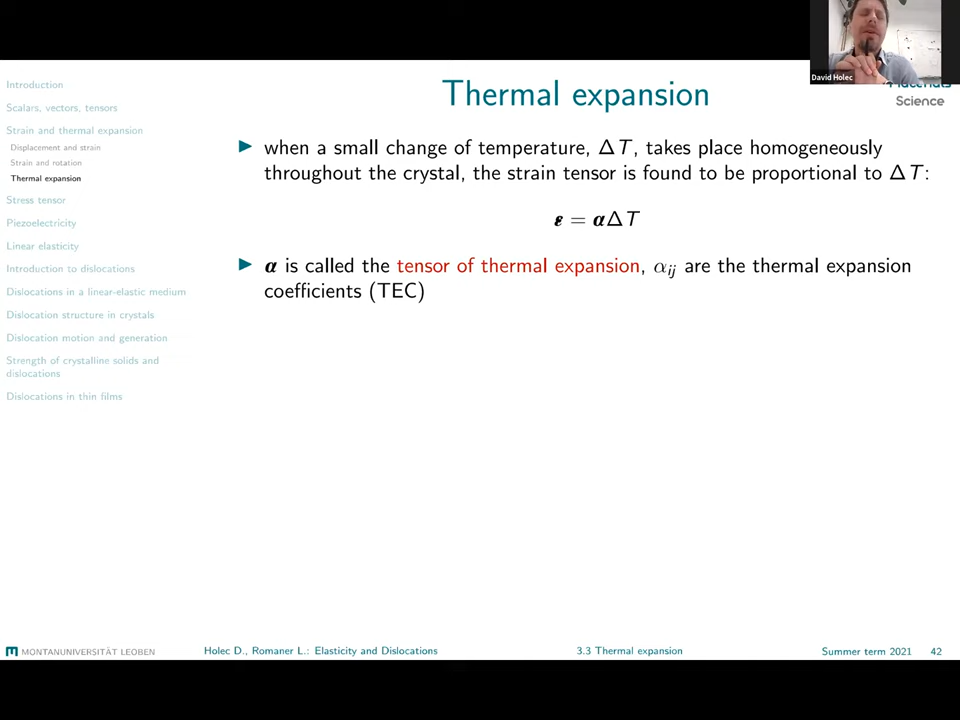 David Holec
Materials
Science
Introduction
Scalars, vectors, tensors
Strain and thermal expansion
Displacement and strain
Strain and rotation
Thermal expansion
Stress tensor
Piezoelectricity
Linear elasticity
Introduction to dislocations
Dislocations in a linear-elastic medium
Dislocation structure in crystals
Dislocation motion and generation
Strength of crystalline solids and
dislocations
Dislocations in thin films
Thermal expansion
▶ when a small change of temperature, ΔT, takes place homogeneously
throughout the crystal, the strain tensor is found to be proportional to ΔT:
ε = αΔT
▶ α is called the tensor of thermal expansion, αij are the thermal expansion
coefficients (TEC)
MONTANUNIVERSITÄT LEOBEN
Holec D., Romaner L.: Elasticity and Dislocations
3.3 Thermal expansion
Summer term 2021 42